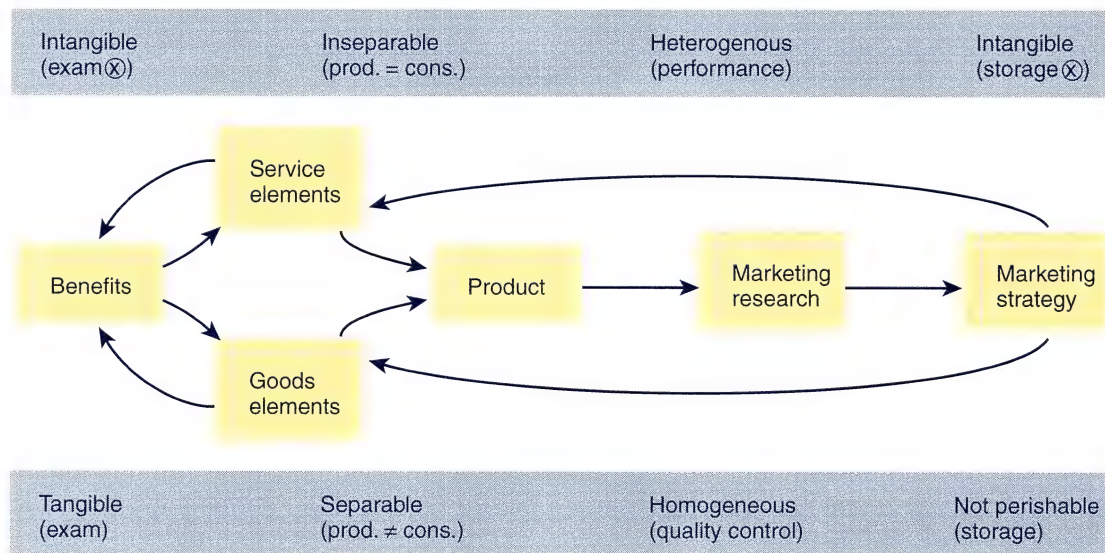 Intangible
(exam ⓧ)
Inseparable
(prod. = cons.)
Heterogenous
(performance)
Intangible
(storage ⓧ)
Service
elements
Benefits
Product
Marketing
research
Marketing
strategy
Goods
elements
Tangible
(exam)
Separable
(prod. ≠ cons.)
Homogeneous
(quality control)
Not perishable
(storage)